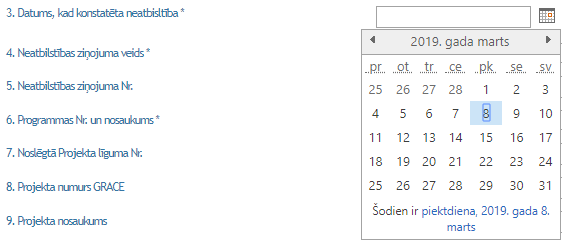 3. Datums, kad konstatēta neatbilstība *
2019. gada marts
pr ot tr ce pk se sv
25 26 27 28 1 2 3
4 5 6 7 8 9 10
11 12 13 14 15 16 17
18 19 20 21 22 23 24
25 26 27 28 29 30 31
Šodien ir piektdiena, 2019. gada 8.
marts
4. Neatbilstības ziņojuma veids *
5. Neatbilstības ziņojuma Nr.
6. Programmas Nr. un nosaukums *
7. Noslēgtā Projekta līguma Nr.
8. Projekta numurs GRACE
9. Projekta nosaukums